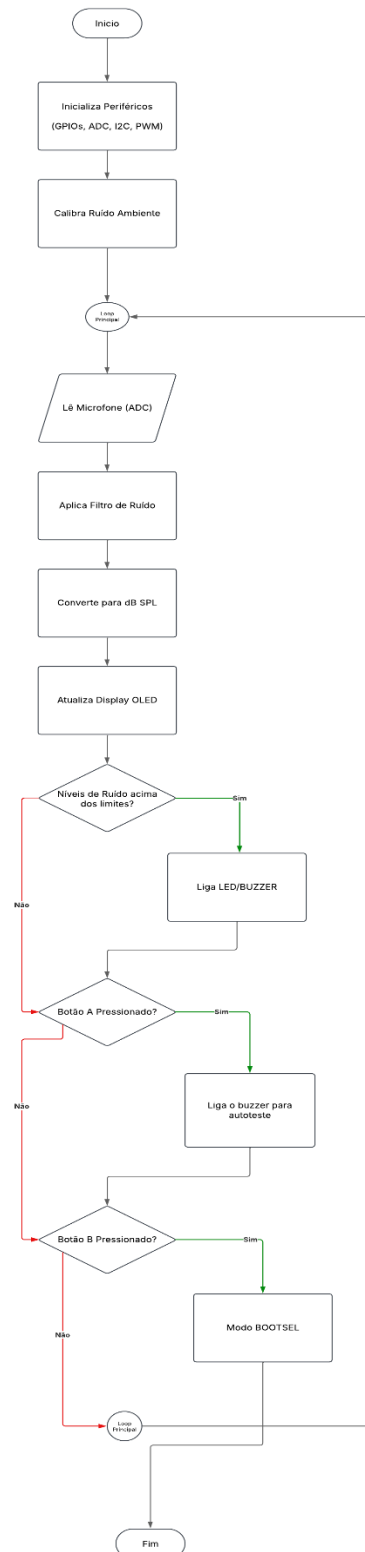 Inicio
Inicializa Periféricos
(GPIOs, ADC, I2C, PWM)
Calibra Ruído Ambiente
Loop
Principal
Lê Microfone (ADC)
Aplica Filtro de Ruído
Converte para dB SPL
Atualiza Display OLED
Níveis de Ruído acima
dos limites?
Sim
Liga LED/BUZZER
Não
Botão A Pressionado?
Sim
Liga o buzzer para
autoteste
Não
Botão B Pressionado?
Sim
Modo BOOTSEL
Não
Loop
Principal
Fim